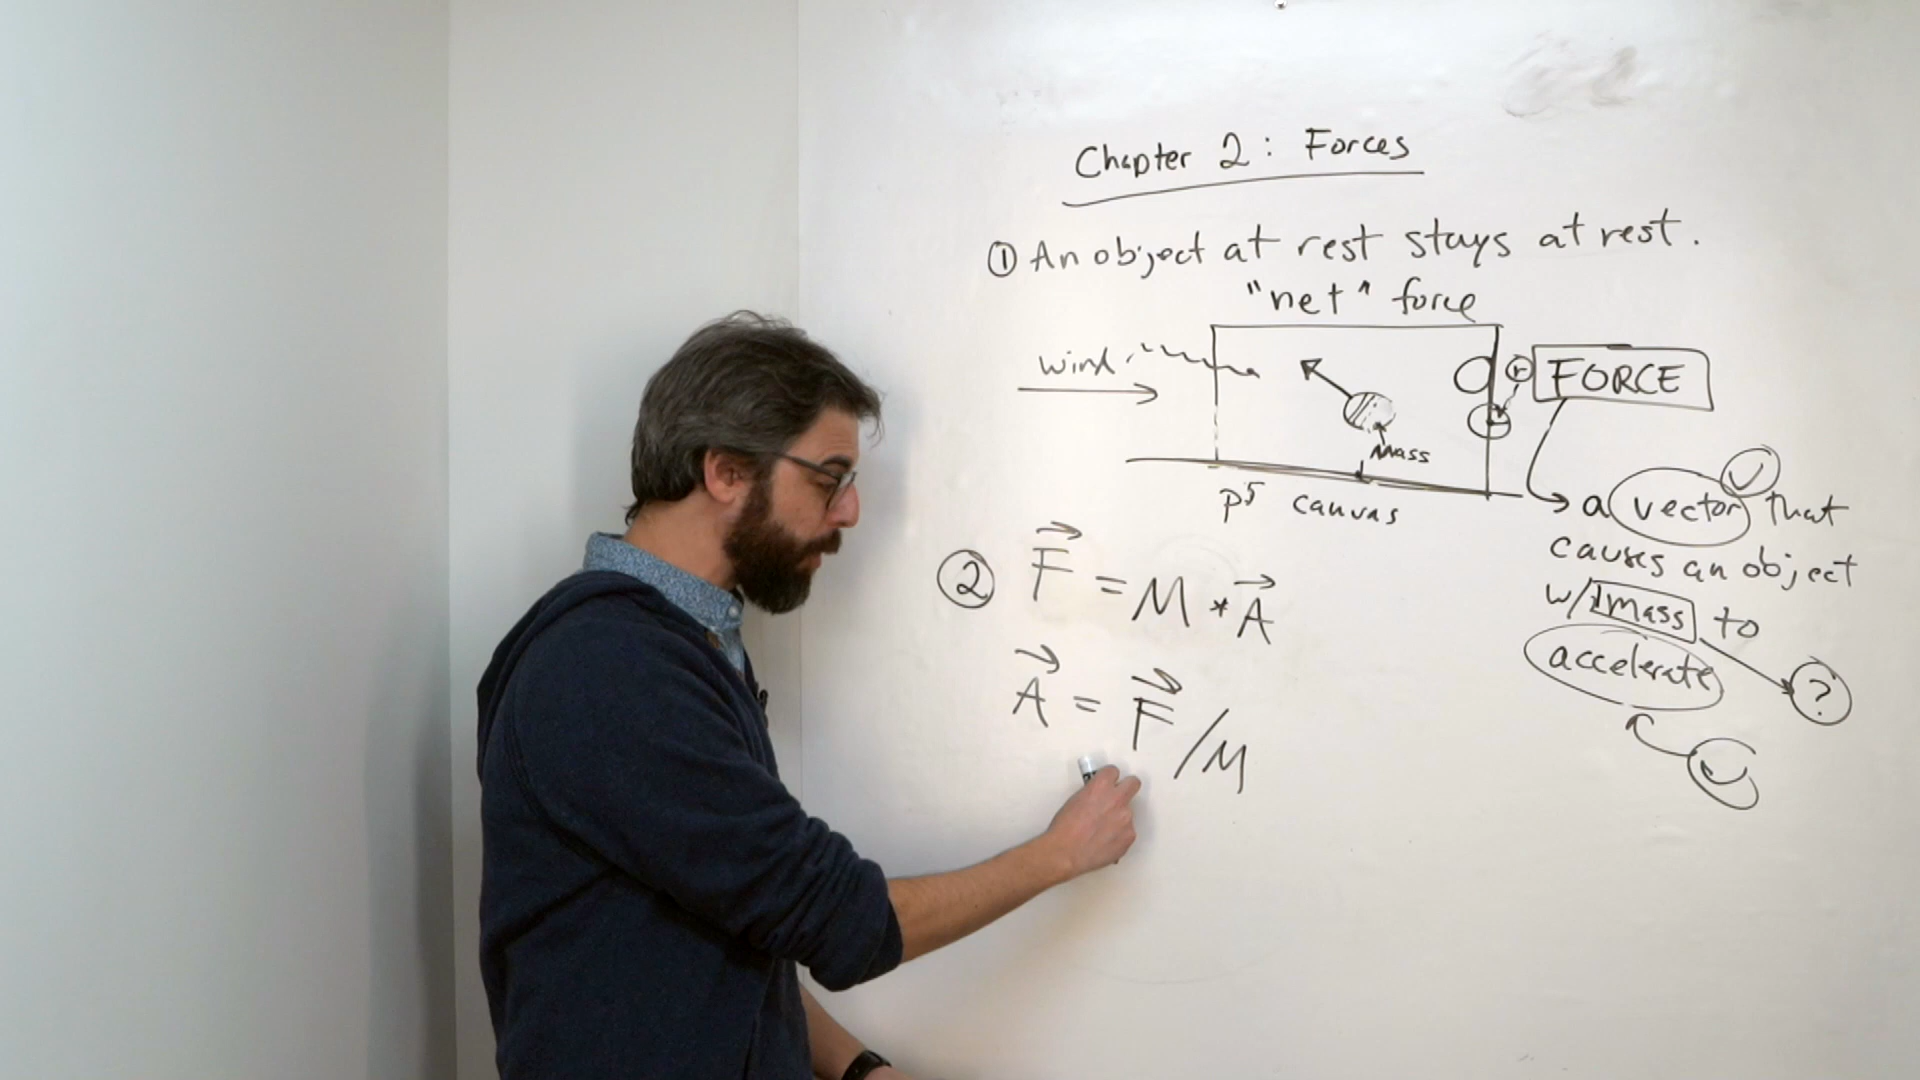 Chapter 2: Forces
① An object at rest stays at rest.
"net" force
wind
r FORCE
Mass
p5 canvas
a vector that
causes an object
w/ mass to
accelerate
?
② F = M * A
A = F / M